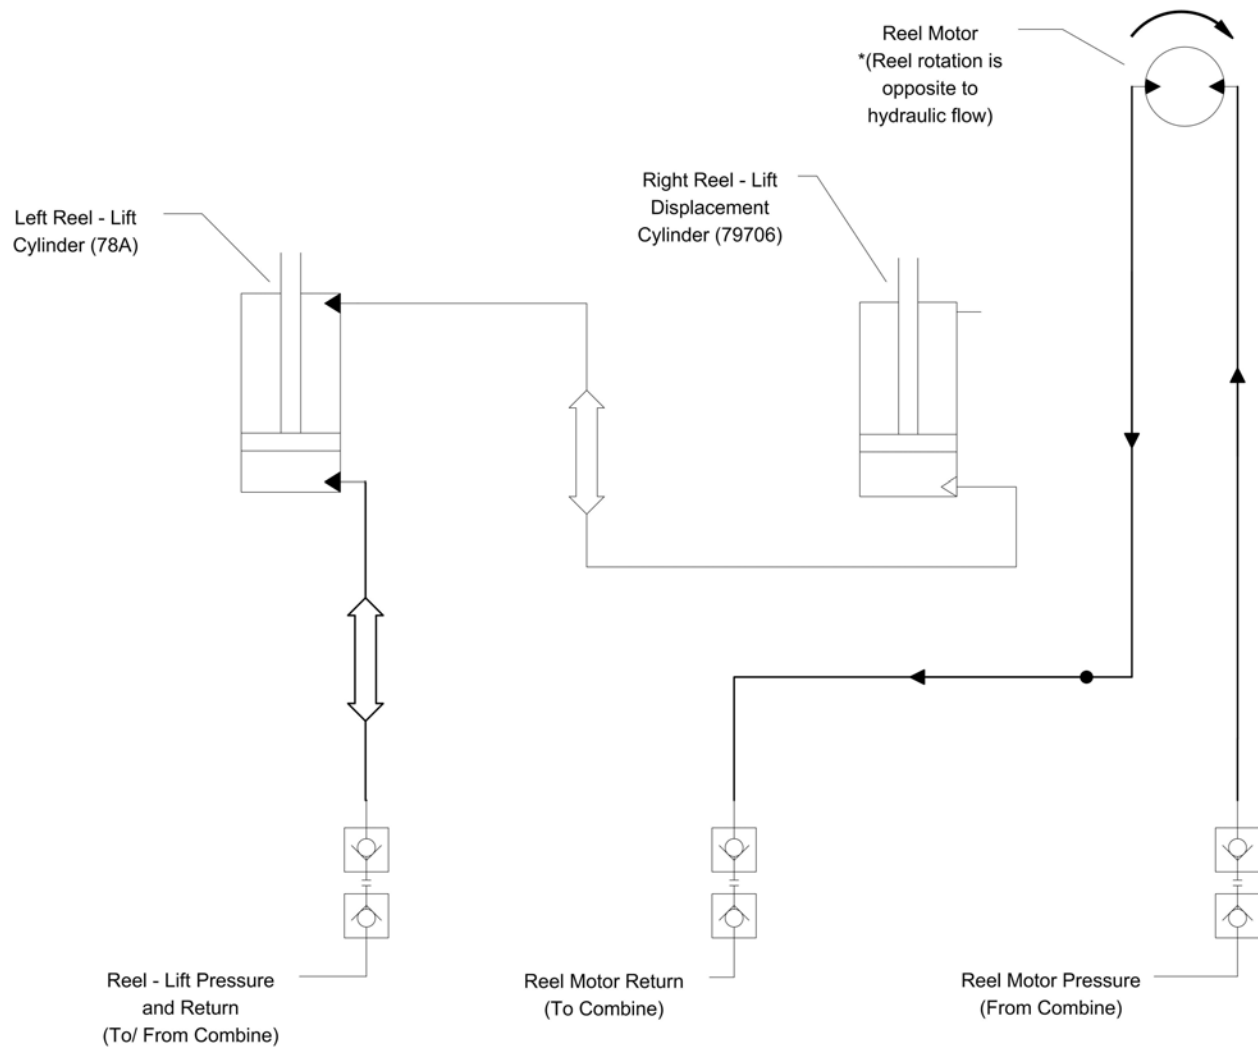 Reel Motor
*(Reel rotation is
opposite to
hydraulic flow)
Right Reel - Lift
Displacement
Cylinder (79706)
Left Reel - Lift
Cylinder (78A)
Reel - Lift Pressure
and Return
(To/ From Combine)
Reel Motor Return
(To Combine)
Reel Motor Pressure
(From Combine)